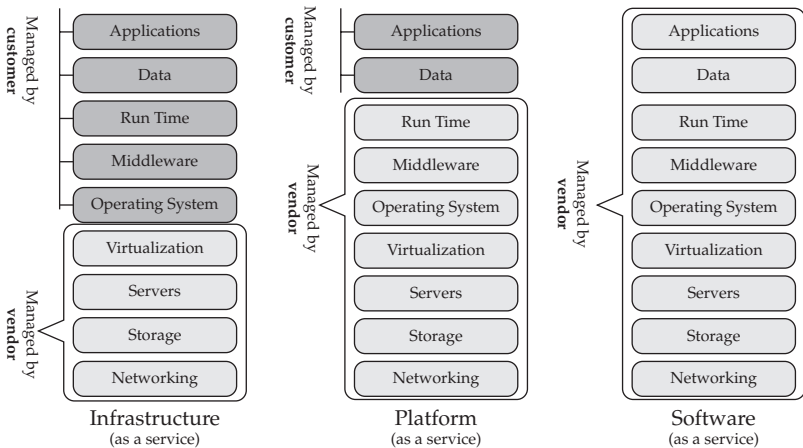 Managed by
customer
Applications
Data
Run Time
Middleware
Operating System
Managed by
vendor
Virtualization
Servers
Storage
Networking
Infrastructure
(as a service)
Managed by
customer
Applications
Data
Managed by
vendor
Run Time
Middleware
Operating System
Virtualization
Servers
Storage
Networking
Platform
(as a service)
Managed by
vendor
Applications
Data
Run Time
Middleware
Operating System
Virtualization
Servers
Storage
Networking
Software
(as a service)